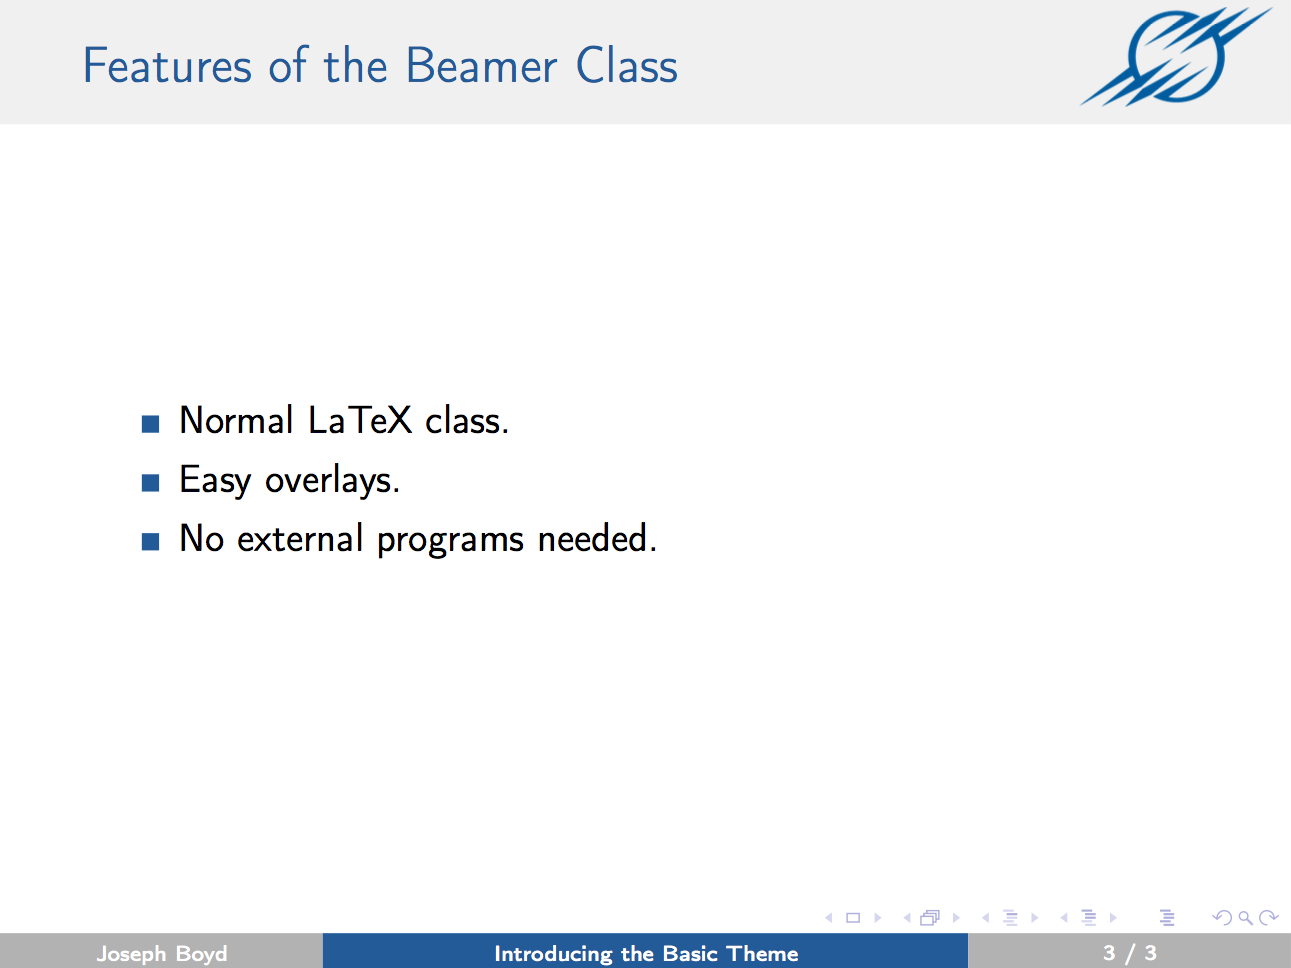 Features of the Beamer Class
Normal LaTeX class.
Easy overlays.
No external programs needed.
Joseph Boyd
Introducing the Basic Theme
3 / 3